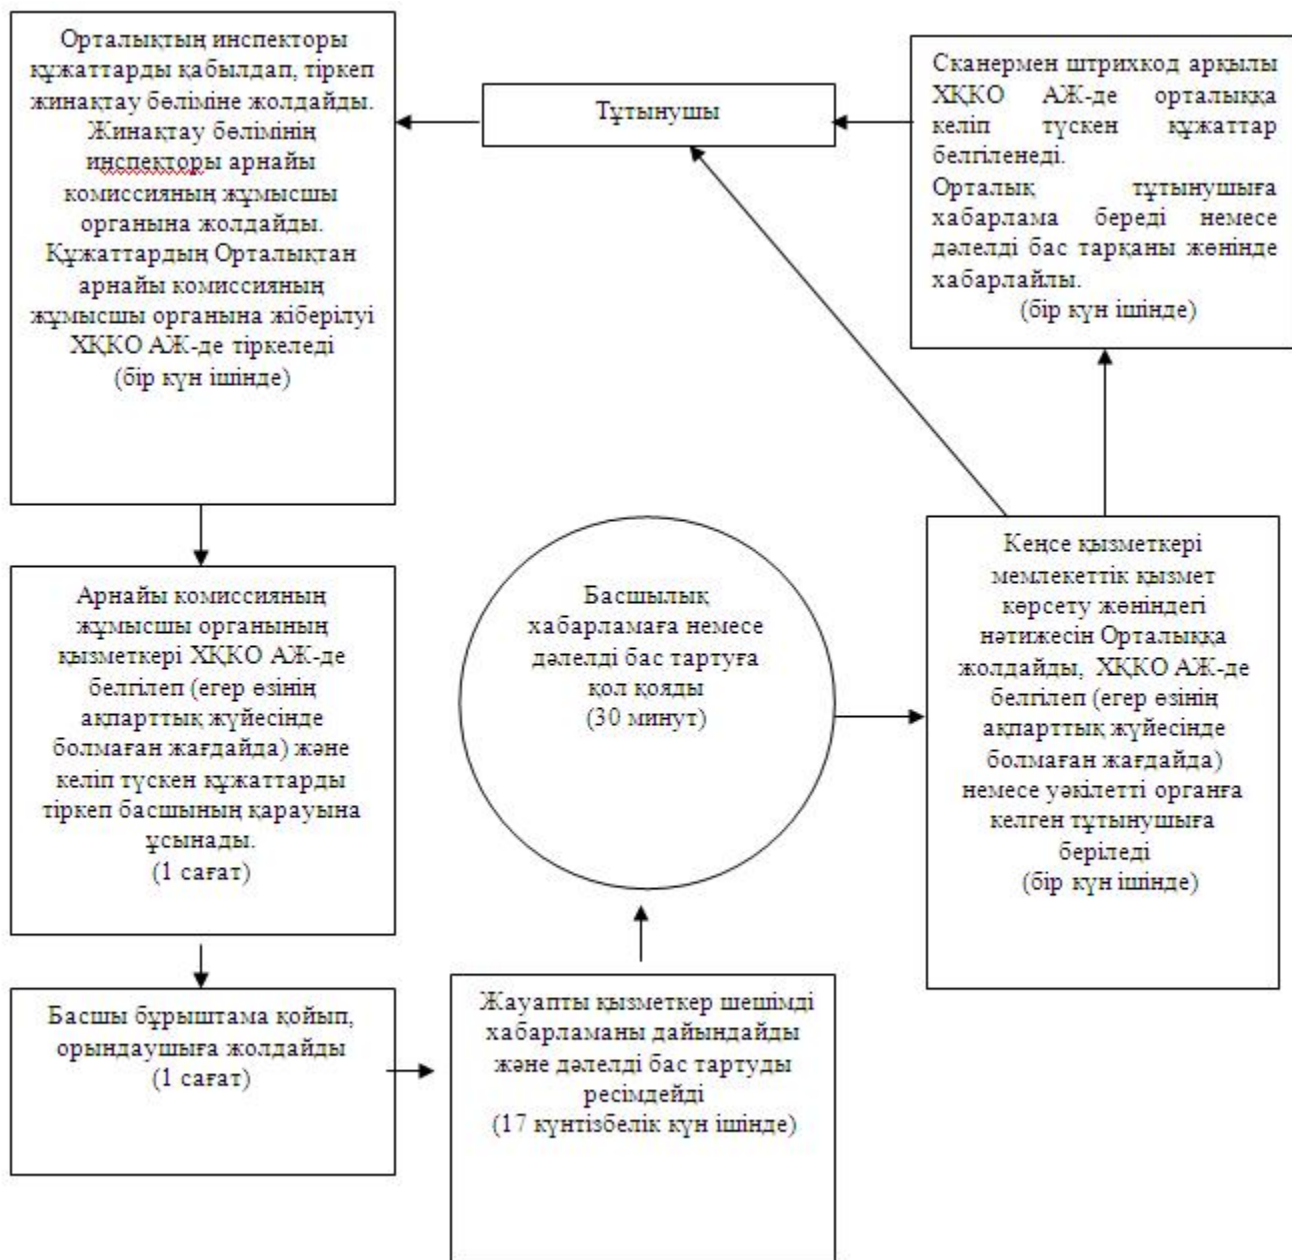 Тұтынушы
Орталықтың инспекторы
құжаттарды қабылдап, тіркеп
жинақтау бөліміне жолдайды.
Жинақтау бөлімінің
инспекторы арнайы
комиссияның жұмысшы
органына жолдайды.
Құжаттардың Орталықтан
арнайы комиссияның
жұмысшы органына жіберілуі
ХҚКО АЖ-де тіркеледі
(бір күн ішінде)
Арнайы комиссияның
жұмысшы органының
қызметкері ХҚКО АЖ-де
белгілеп (егер өзінің
ақпарттық жүйесінде
болмаған жағдайда) және
келіп түскен құжаттарды
тіркеп басшының қарауына
ұсынады.
(1 сағат)
Басшы бұрыштама қойып,
орындаушыға жолдайды
(1 сағат)
Жауапты қызметкер шешімді
хабарламаны дайындайды
және дәлелді бас тартуды
ресімдейді
(17 күнтізбелік күн ішінде)
Басшылық
хабарламаға немесе
дәлелді бас тартуға
қол қояды
(30 минут)
Кеңсе қызметкері
мемлекеттік қызмет
көрсету жөніндегі
нәтижесін Орталыққа
жолдайды, ХҚКО АЖ-де
белгілеп (егер өзінің
ақпарттық жүйесінде
болмаған жағдайда)
немесе уәкілетті органға
келген тұтынушыға
беріледі
(бір күн ішінде)
Сканермен штрихкод арқылы
ХҚКО АЖ-де орталыққа
келіп түскен құжаттар
белгіленеді.
Орталық тұтынушыға
хабарлама береді немесе
дәлелді бас тарқаны жөнінде
хабарлайлы.
(бір күн ішінде)